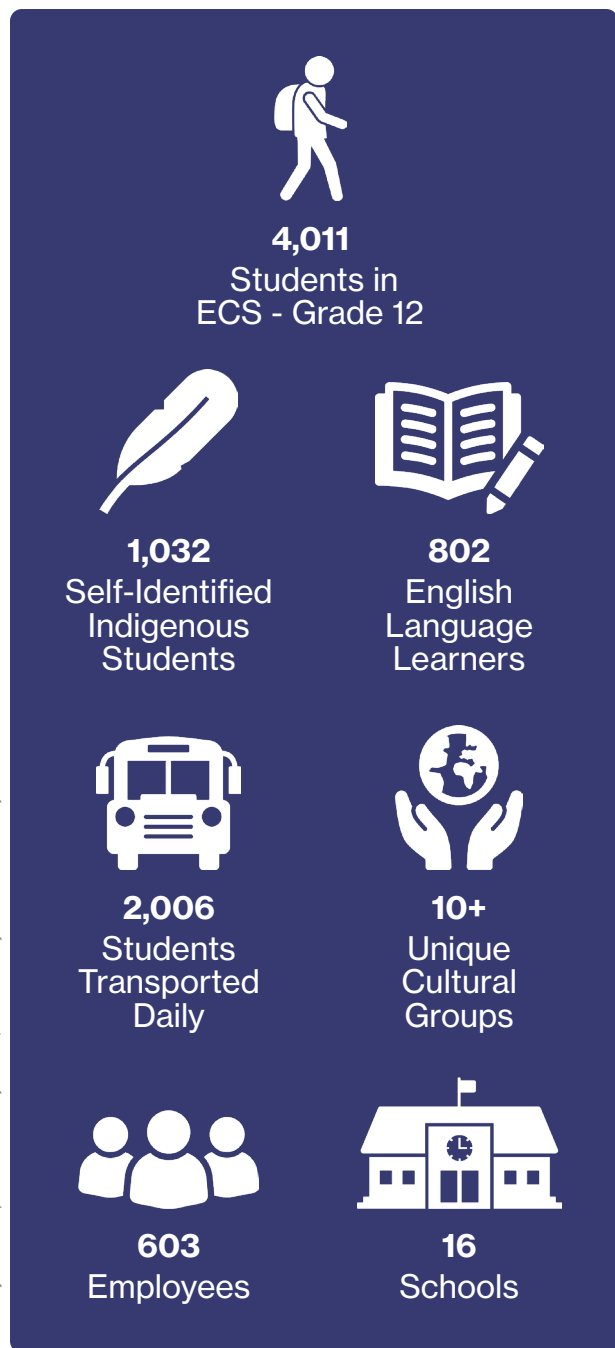 4,011
Students in
ECS - Grade 12
1,032
Self-Identified
Indigenous
Students
802
English
Language
Learners
2,006
Students
Transported
Daily
10+
Unique
Cultural
Groups
603
Employees
16
Schools